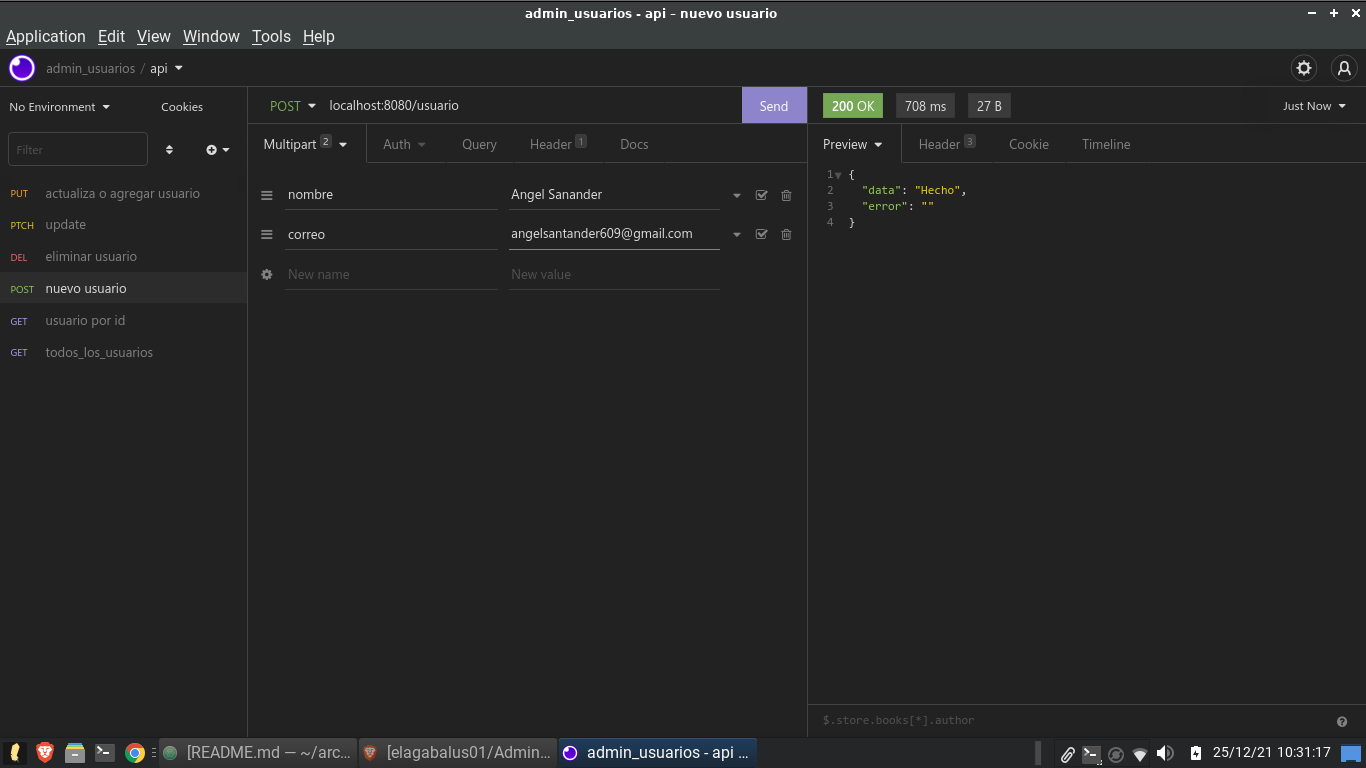 admin_usuarios - api – nuevo usuario
Application Edit View Window Tools Help
admin_usuarios / api
No Environment Cookies
POST localhost:8080/usuario Send
200 OK 708 ms 27 B Just Now
Filter
Multipart 2 Auth Query Header 1 Docs
Preview Header 3 Cookie Timeline
PUT actualiza o agregar usuario
PTCH update
DEL eliminar usuario
POST nuevo usuario
GET usuario por id
GET todos_los_usuarios
nombre Angel Sanander
correo angelsantander609@gmail.com
New name New value
1 {
2 "data": "Hecho",
3 "error": ""
4 }
$.store.books[*].author
[README.md — ~/arc... [elagabalus01/Admin... admin_usuarios - api ... 25/12/21 10:31:17